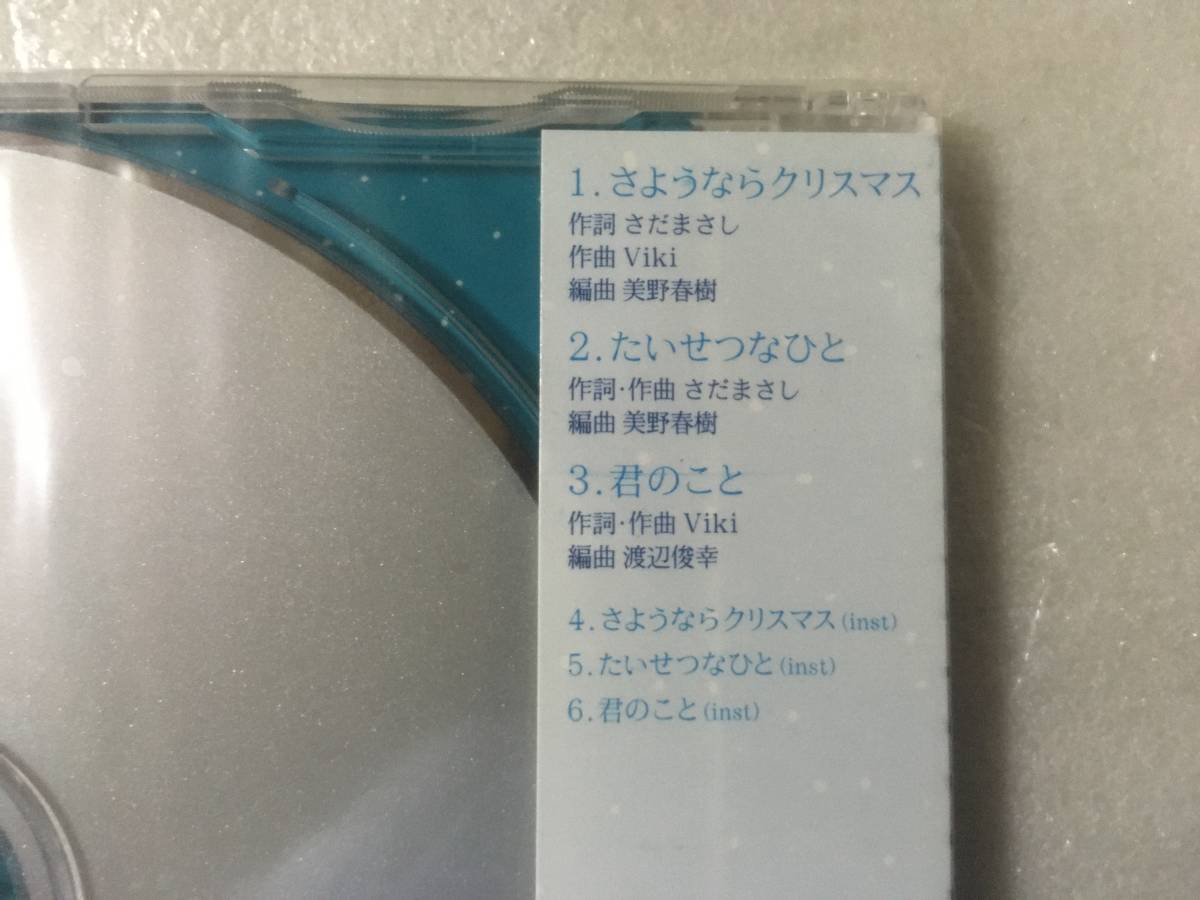 1.さようならクリスマス
作詞 さだまさし
作曲 Viki
編曲 美野春樹
2.たいせつなひと
作詞·作曲 さだまさし
編曲 美野春樹
3.君のこと
作詞·作曲 Viki
編曲 渡辺俊幸
4.さようならクリスマス(inst)
5.たいせつなひと(inst)
6.君のこと(inst)